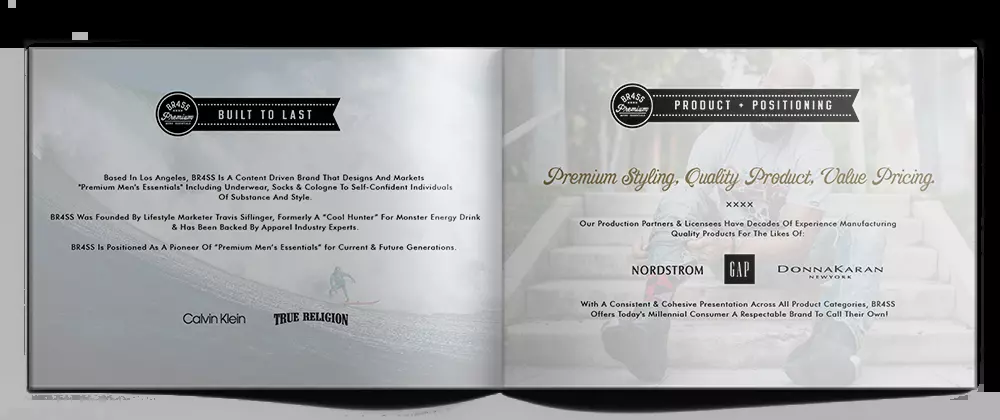 BR4SS
Premium
BUILT TO LAST
Based In Los Angeles, BR4SS Is A Content Driven Brand That Designs And Markets
"Premium Men's Essentials" Including Underwear, Socks & Cologne To Self-Confident Individuals
Of Substance And Style.
BR4SS Was Founded By Lifestyle Marketer Travis Siflinger, Formerly A “Cool Hunter” For Monster Energy Drink
& Has Been Backed By Apparel Industry Experts.
BR4SS Is Positioned As A Pioneer Of “Premium Men’s Essentials” for Current & Future Generations.
Calvin Klein
TRUE RELIGION
BR4SS
Premium
PRODUCT + POSITIONING
Premium Styling, Quality Product, Value Pricing.
xxxx
Our Production Partners & Licensees Have Decades Of Experience Manufacturing
Quality Products For The Likes Of:
NORDSTROM
GAP
DONNAKARAN
NEWYORK
With A Consistent & Cohesive Presentation Across All Product Categories, BR4SS
Offers Today's Millennial Consumer A Respectable Brand To Call Their Own!